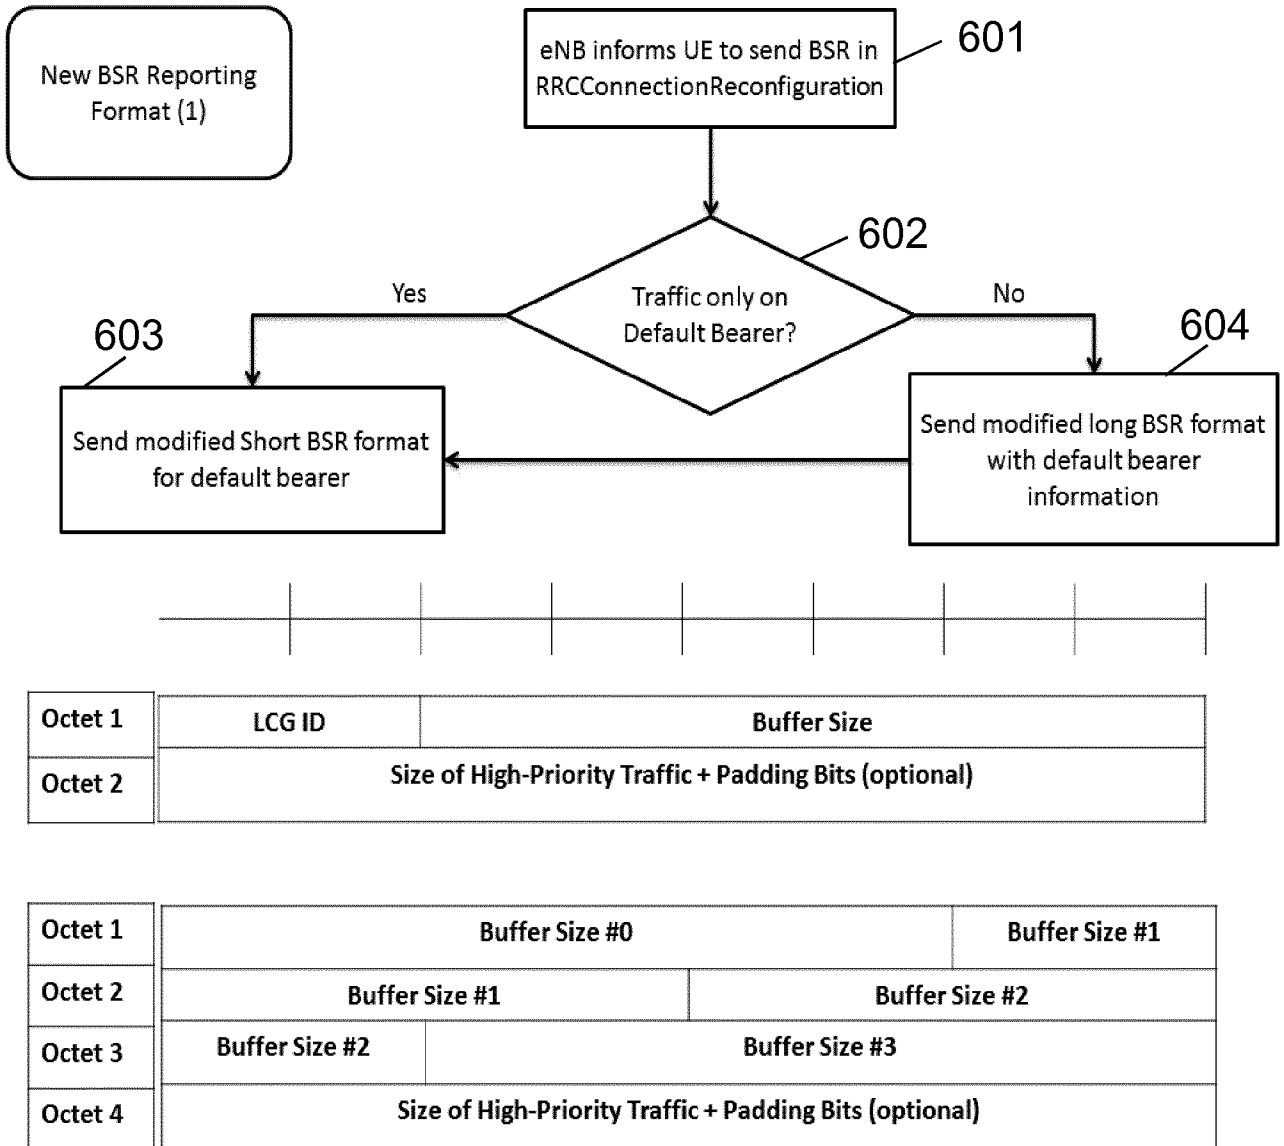 New BSR Reporting
Format (1)
eNB informs UE to send BSR in
RRCConnectionReconfiguration
601
602
Traffic only on
Default Bearer?
Yes
No
603
604
Send modified Short BSR format
for default bearer
Send modified long BSR format
with default bearer
information
Octet 1
LCG ID
Buffer Size
Octet 2
Size of High-Priority Traffic + Padding Bits (optional)
Octet 1
Buffer Size #0
Buffer Size #1
Octet 2
Buffer Size #1
Buffer Size #2
Octet 3
Buffer Size #2
Buffer Size #3
Octet 4
Size of High-Priority Traffic + Padding Bits (optional)